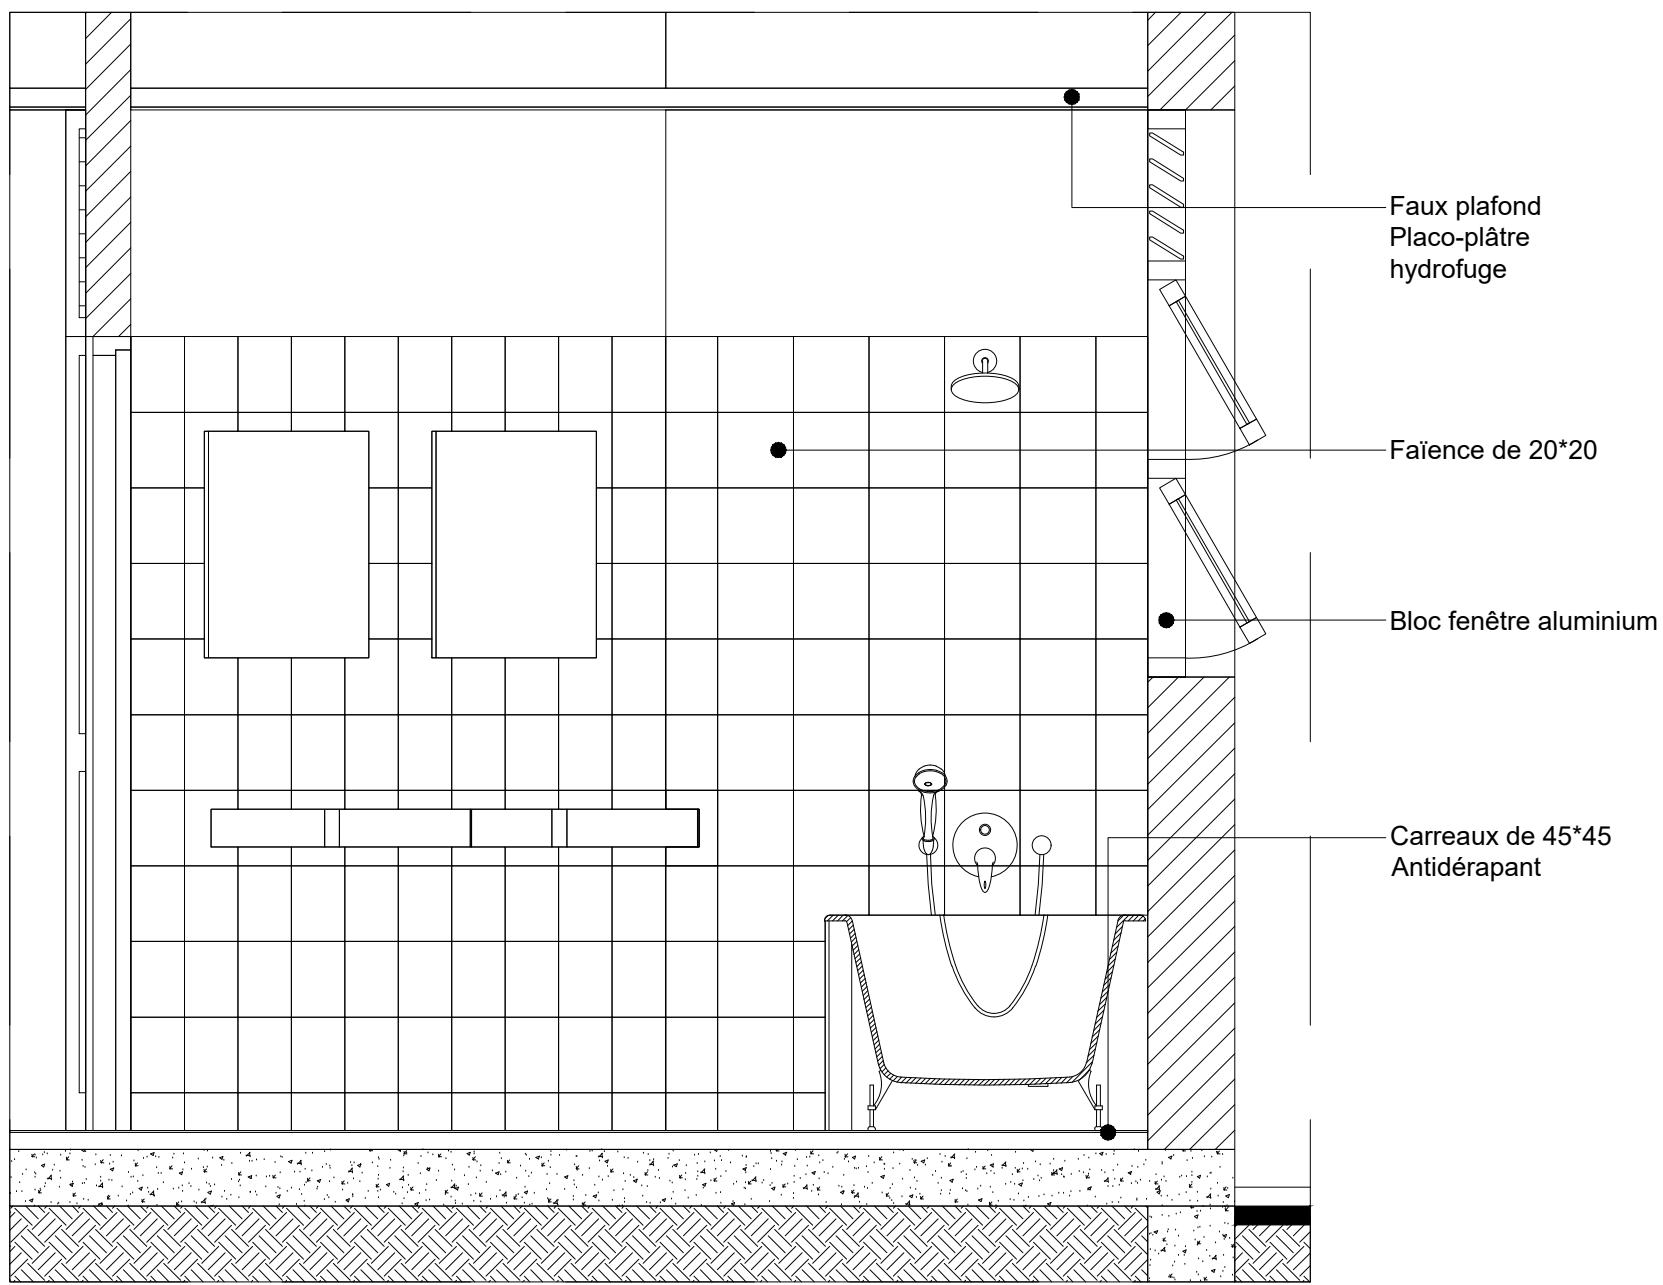 Faux plafond
Placo-plâtre
hydrofuge
Faïence de 20*20
Bloc fenêtre aluminium
Carreaux de 45*45
Antidérapant